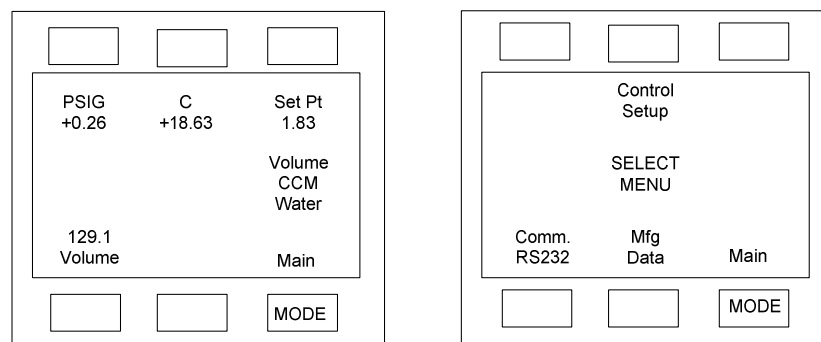 PSIG C Set Pt
+0.26 +18.63 1.83
Volume
CCM
Water
129.1
Volume Main
MODE
Control
Setup
SELECT
MENU
Comm. Mfg
RS232 Data Main
MODE